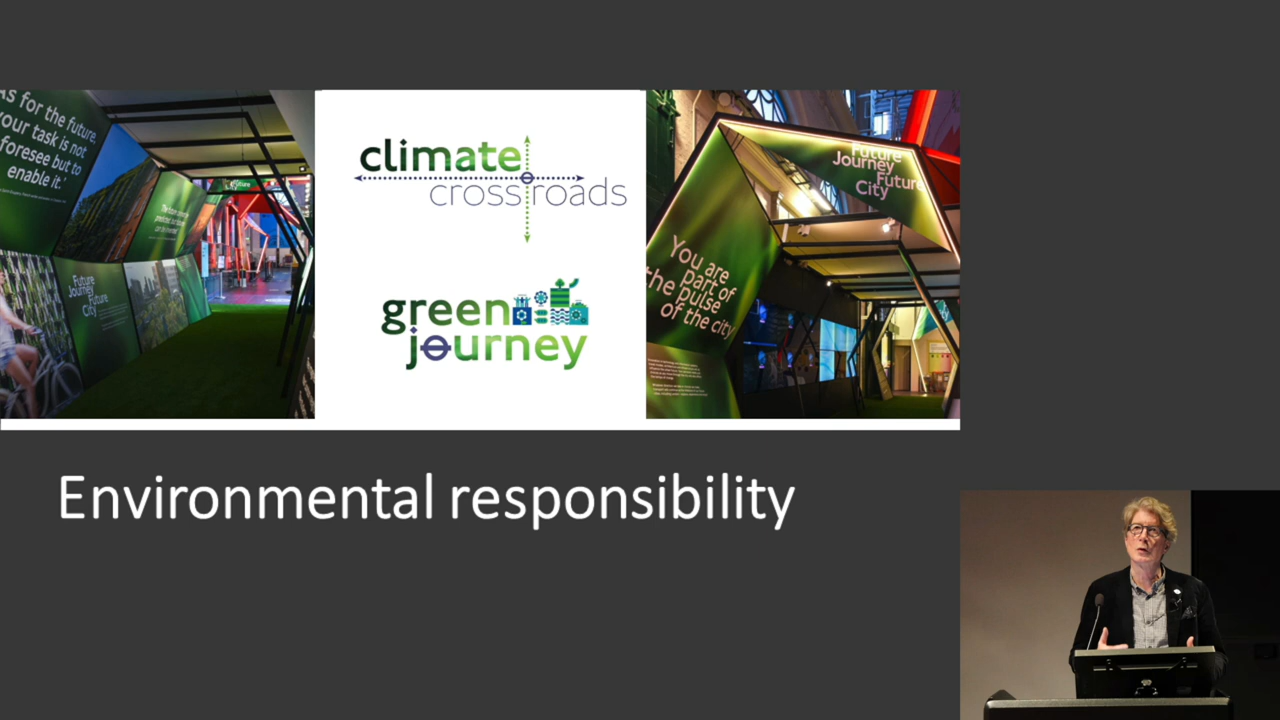 As for the future,
your task is not
foresee but to
enable it.”
Future
Journey
Future
City
climate
crossroads
green
journey
Future
Journey
Future
City
You are
part of
the pulse
of the city
Environmental responsibility